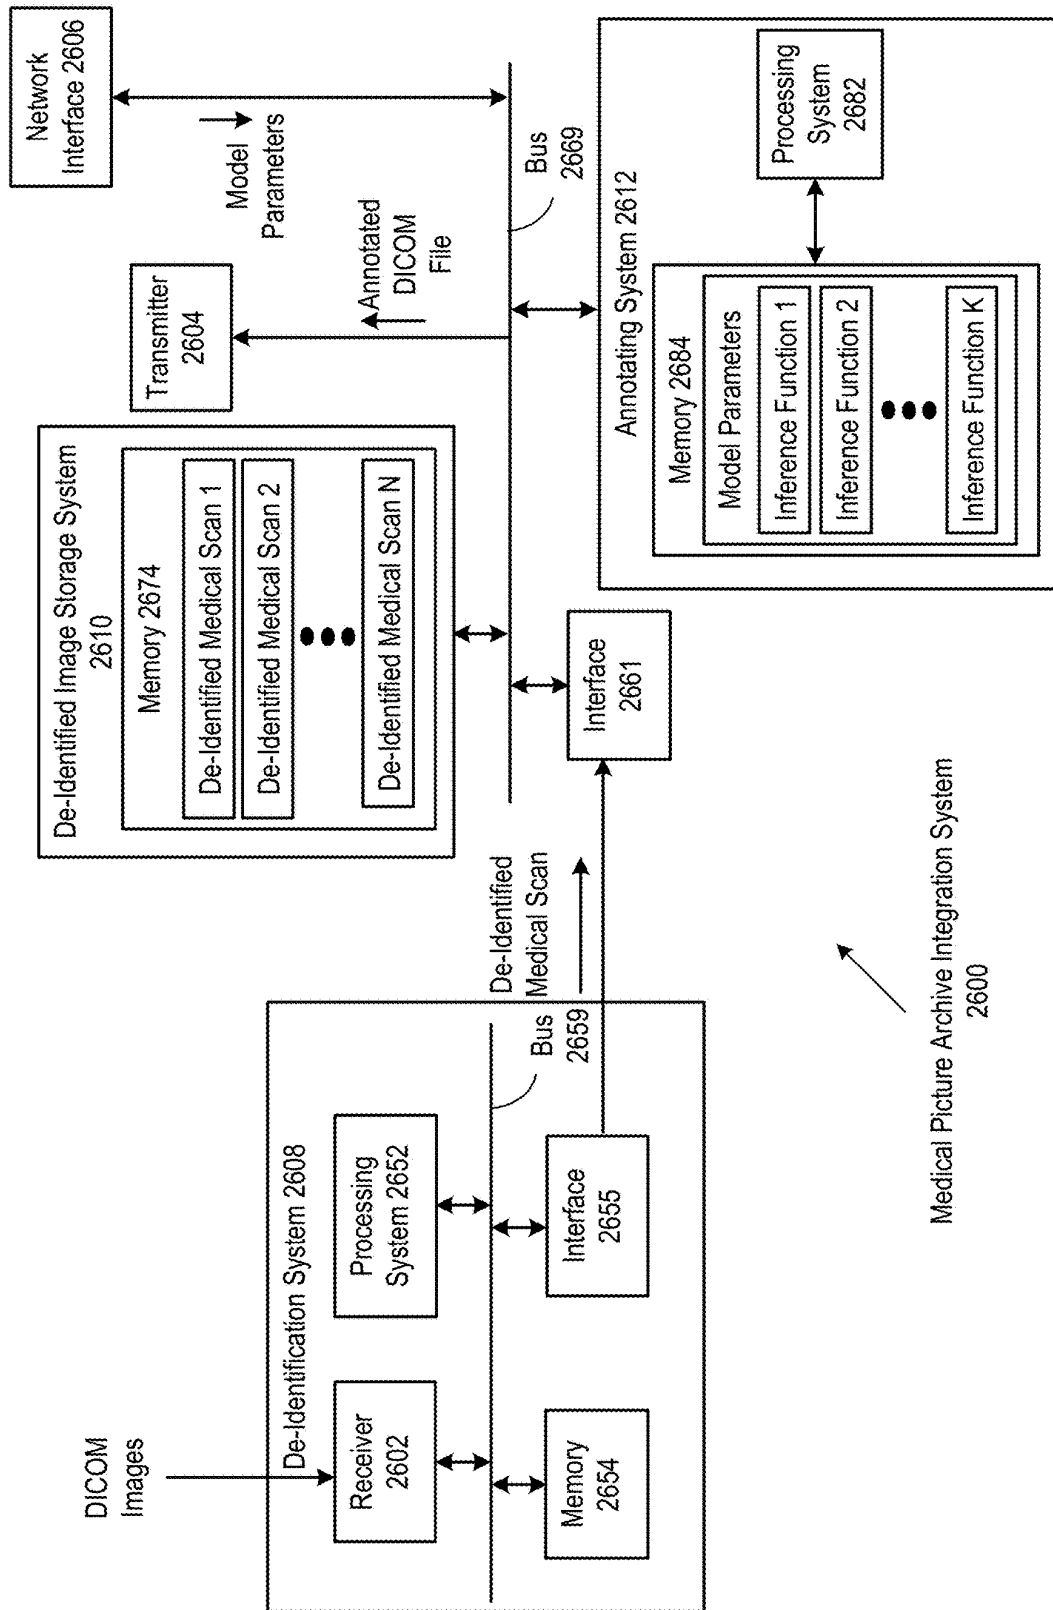 DICOM
Images
De-Identification System 2608
Receiver
2602
Processing
System 2652
Memory
2654
Interface
2655
Bus
2659
De-Identified
Medical Scan
De-Identified Image Storage System
2610
Memory 2674
De-Identified Medical Scan 1
De-Identified Medical Scan 2
De-Identified Medical Scan N
Interface
2661
Transmitter
2604
Annotated
DICOM
File
Network
Interface 2606
Model
Parameters
Bus
2669
Annotating System 2612
Memory 2684
Model Parameters
Inference Function 1
Inference Function 2
Inference Function K
Processing
System
2682
Medical Picture Archive Integration System
2600